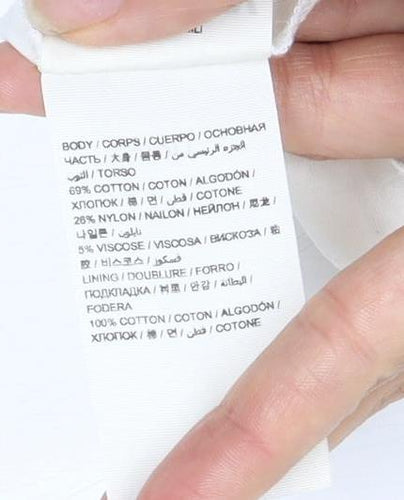 BODY / CORPS / CUERPO / ОСНОВНАЯ
ЧАСТЬ / 大身 / 몸통 / الجزء الرئيسي من
الثوب / TORSO
69% COTTON / COTON / ALGODÓN /
ХЛОПОК / 棉 / 면 / قطن / COTONE
26% NYLON / NAILON / НЕЙЛОН / 尼龙 /
나일론 / نايلون
5% VISCOSE / VISCOSA / ВИСКОЗА / 粘
胶 / 비스코스 / فسكوز
LINING / DOUBLURE / FORRO /
ПОДКЛАДКА / 衬里 / 안감 / البطانة /
FODERA
100% COTTON / COTON / ALGODÓN /
ХЛОПОК / 棉 / 면 / قطن / COTONE